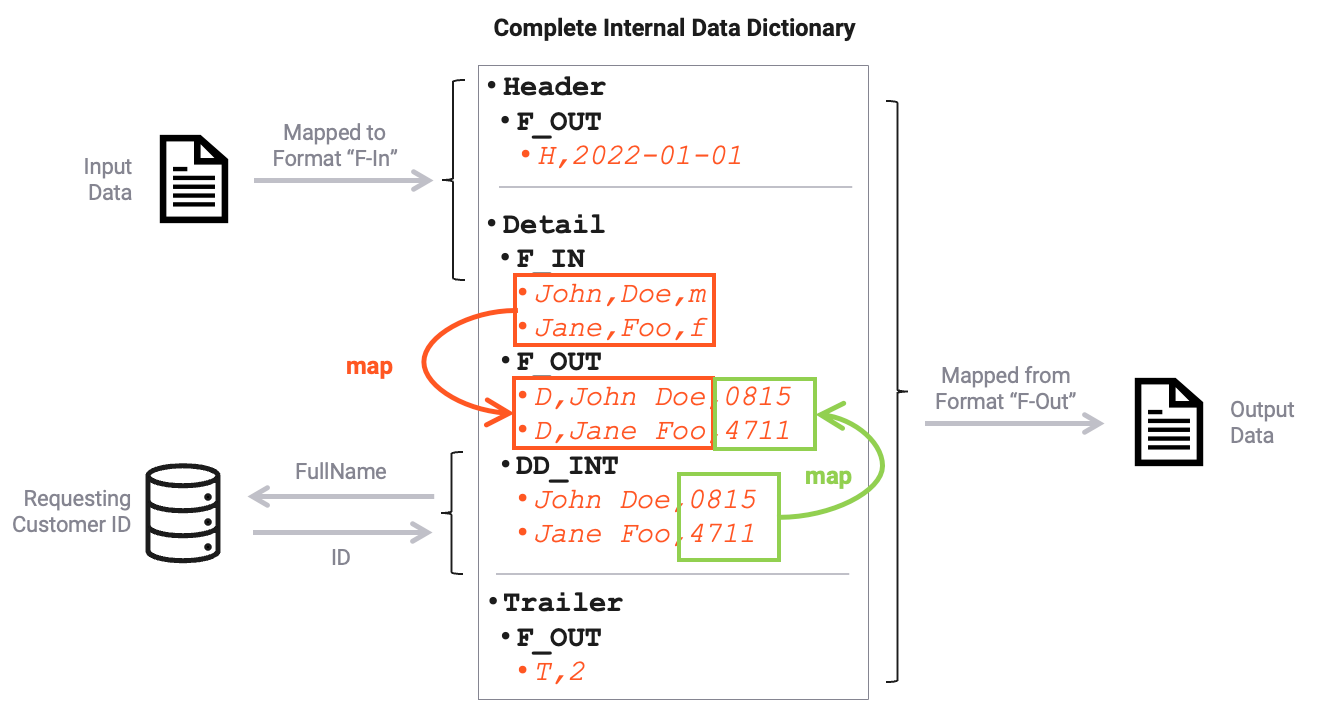 Complete Internal Data Dictionary
Input
Data
Mapped to
Format “F-In”
• Header
• F_OUT
• H,2022-01-01
• Detail
• F_IN
• John,Doe,m
• Jane,Foo,f
map
• F_OUT
• D,John Doe,0815
• D,Jane Foo,4711
map
• DD_INT
• John Doe,0815
• Jane Foo,4711
Requesting
Customer ID
FullName
ID
• Trailer
• F_OUT
• T,2
Mapped from
Format “F-Out”
Output
Data